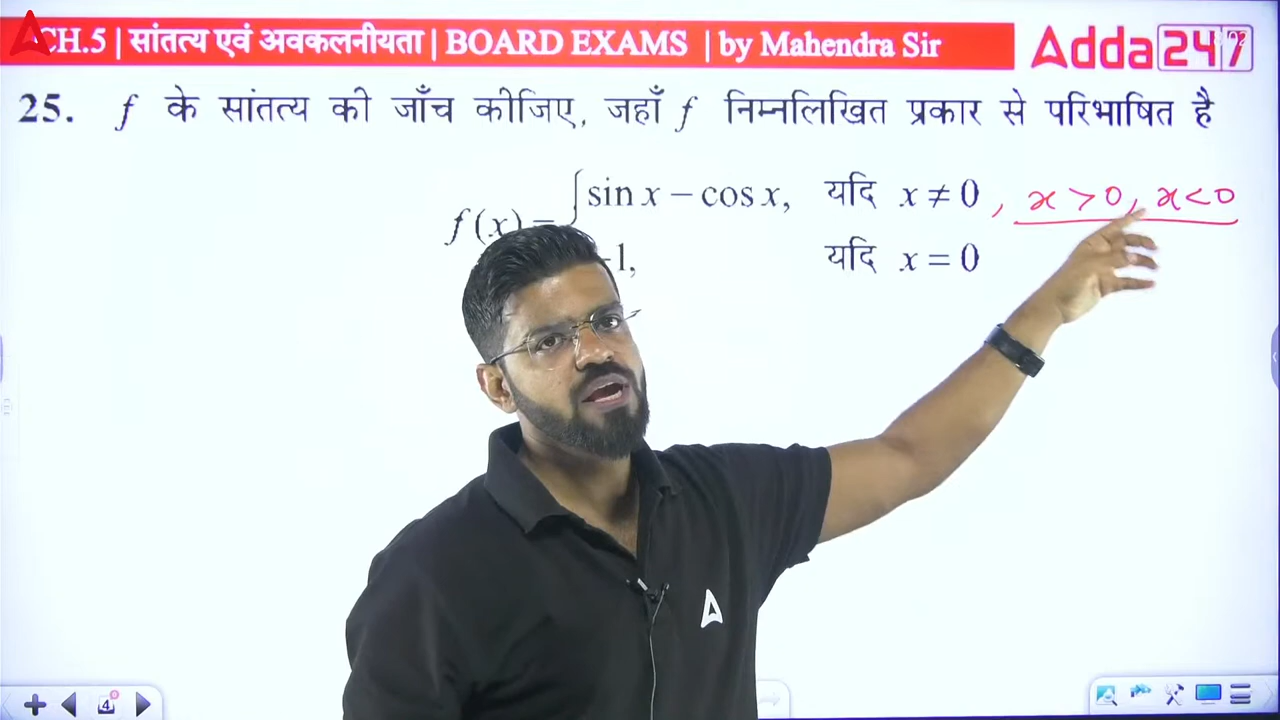 CH.5 | सांतत्य एवं अवकलनीयता | BOARD EXAMS | by Mahendra Sir
Adda247
25. f के सांतत्य की जाँच कीजिए, जहाँ f निम्नलिखित प्रकार से परिभाषित है
f(x) = { sin x – cos x, यदि x ≠ 0 , x > 0, x < 0
-1, यदि x = 0
4